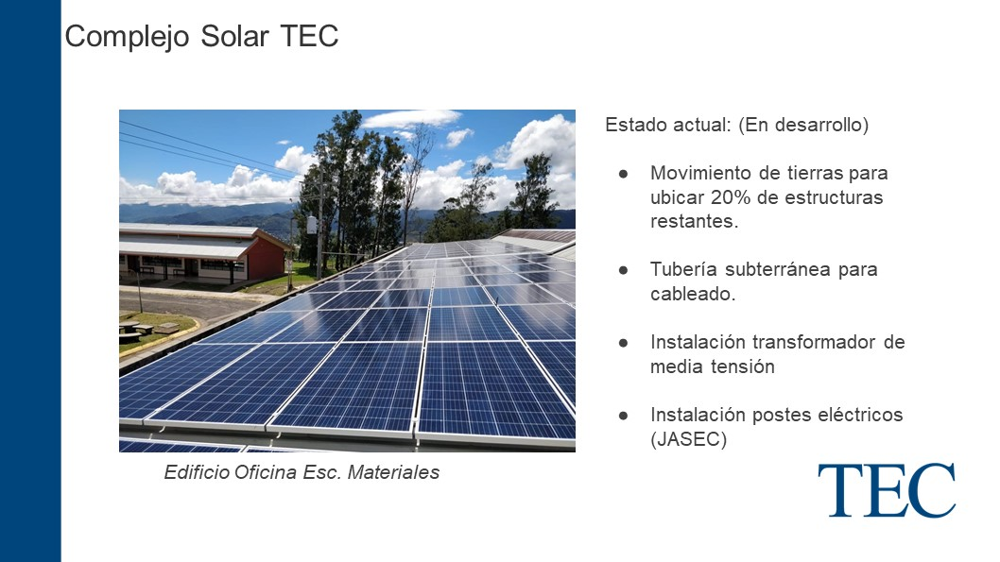 Complejo Solar TEC
Estado actual: (En desarrollo)
● Movimiento de tierras para
ubicar 20% de estructuras
restantes.
● Tubería subterránea para
cableado.
● Instalación transformador de
media tensión
● Instalación postes eléctricos
(JASEC)
Edificio Oficina Esc. Materiales
TEC